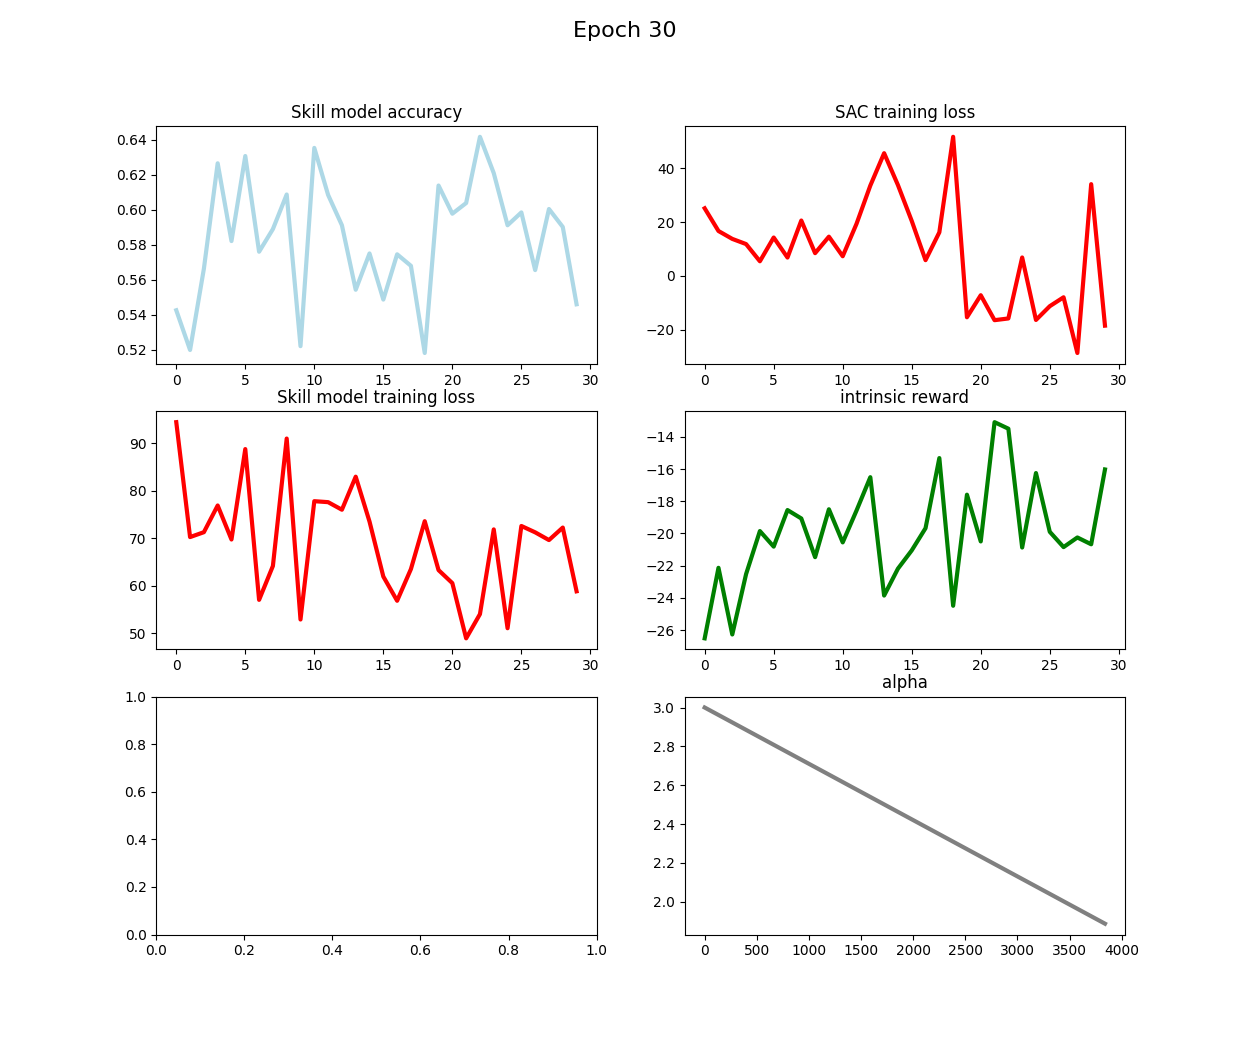 Epoch 30
Skill model accuracy
0.64
0.62
0.60
0.58
0.56
0.54
0.52
0 5 10 15 20 25 30
SAC training loss
40
20
0
−20
0 5 10 15 20 25 30
Skill model training loss
90
80
70
60
50
0 5 10 15 20 25 30
intrinsic reward
−14
−16
−18
−20
−22
−24
−26
0 5 10 15 20 25 30
1.0
0.8
0.6
0.4
0.2
0.0
0.0 0.2 0.4 0.6 0.8 1.0
alpha
3.0
2.8
2.6
2.4
2.2
2.0
0 500 1000 1500 2000 2500 3000 3500 4000